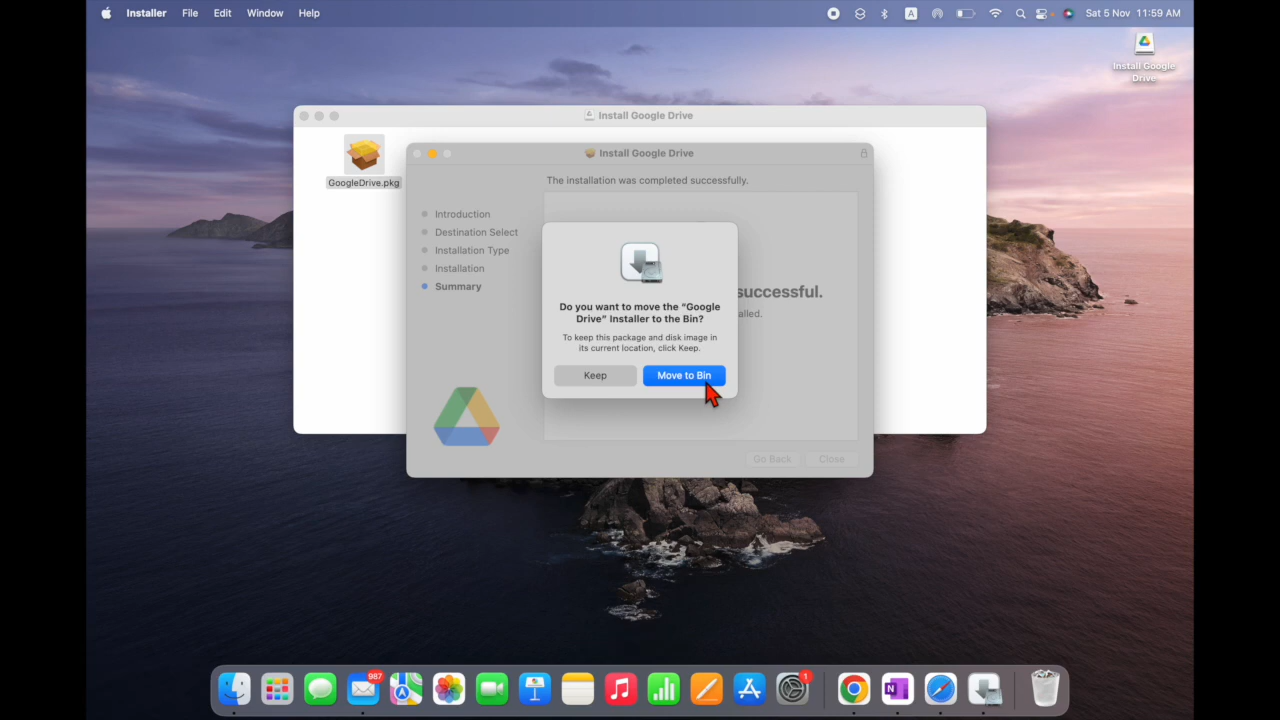 Installer File Edit Window Help
A
Sat 5 Nov 11:59 AM
Install Google
Drive
Install Google Drive
GoogleDrive.pkg
Install Google Drive
The installation was completed successfully.
Introduction
Destination Select
Installation Type
Installation
Summary
successful.
Do you want to move the “Google
Drive” Installer to the Bin?
To keep this package and disk image in
its current location, click Keep.
Keep
Move to Bin
Go Back
Close
987
1
N